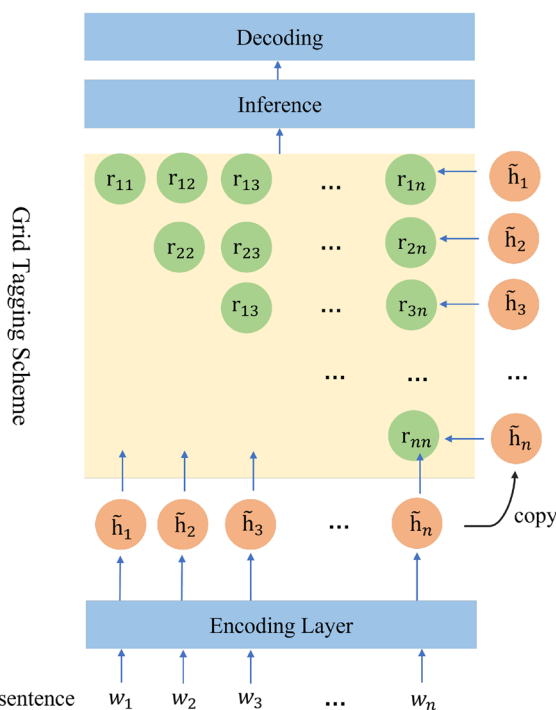 Decoding
Inference
Grid Tagging Scheme
r₁₁ r₁₂ r₁₃ ... r₁ₙ h̃₁
r₂₂ r₂₃ ... r₂ₙ h̃₂
r₁₃ ... r₃ₙ h̃₃
... ... ...
rₙₙ h̃ₙ
h̃₁ h̃₂ h̃₃ ... h̃ₙ copy
Encoding Layer
sentence w₁ w₂ w₃ ... wₙ